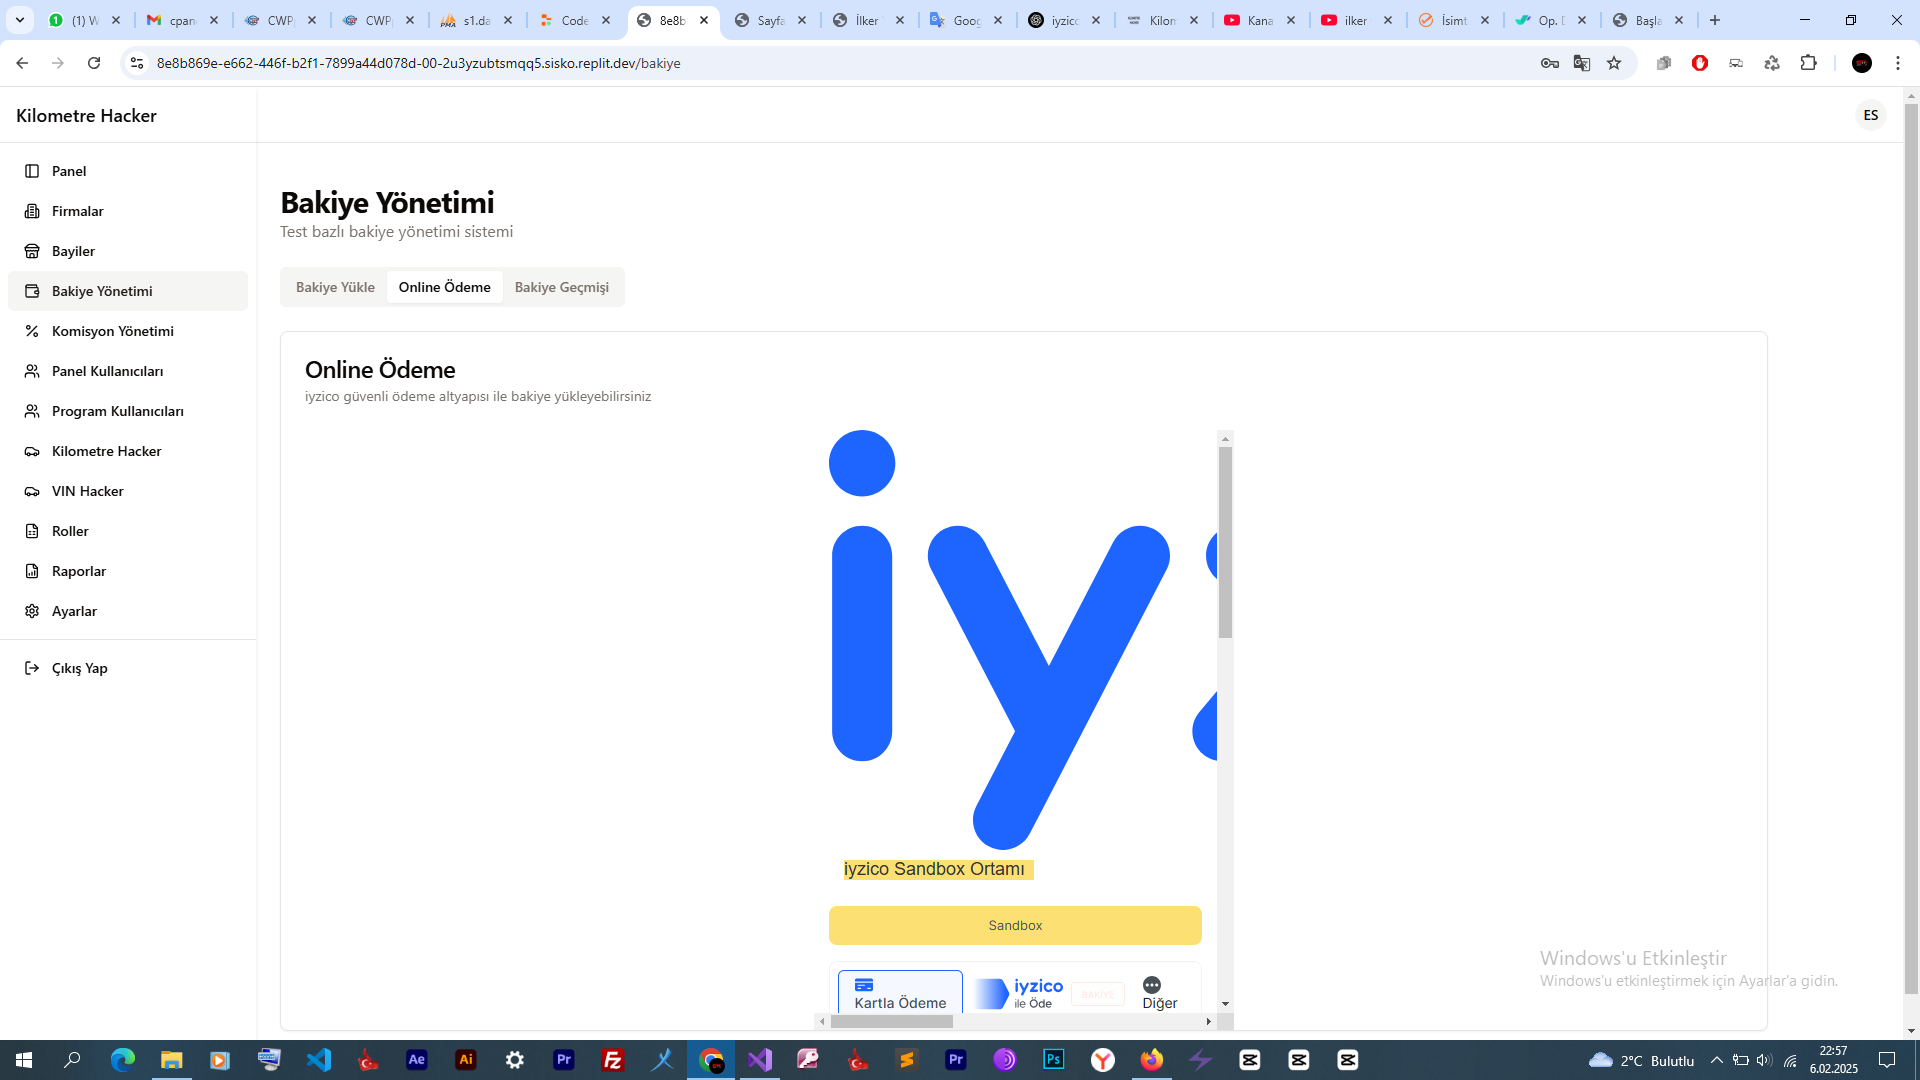 (1) W
cpan
CWP
CWP
s1.da
Code
8e8b
Sayfa
İlker
Goog
iyzico
Kilom
Kana
ilker
İsimt
Op. D
Başla
8e8b869e-e662-446f-b2f1-7899a44d078d-00-2u3yzubtsmqq5.sisko.replit.dev/bakiye
Kilometre Hacker
ES
Panel
Firmalar
Bayiler
Bakiye Yönetimi
Komisyon Yönetimi
Panel Kullanıcıları
Program Kullanıcıları
Kilometre Hacker
VIN Hacker
Roller
Raporlar
Ayarlar
Çıkış Yap
Bakiye Yönetimi
Test bazlı bakiye yönetimi sistemi
Bakiye Yükle
Online Ödeme
Bakiye Geçmişi
Online Ödeme
iyzico güvenli ödeme altyapısı ile bakiye yükleyebilirsiniz
iy
iyzico Sandbox Ortamı
Sandbox
Kartla Ödeme
iyzico
ile Öde
BAKİYE
Diğer
Windows'u Etkinleştir
Windows'u etkinleştirmek için Ayarlar'a gidin.
2°C Bulutlu
22:57
6.02.2025